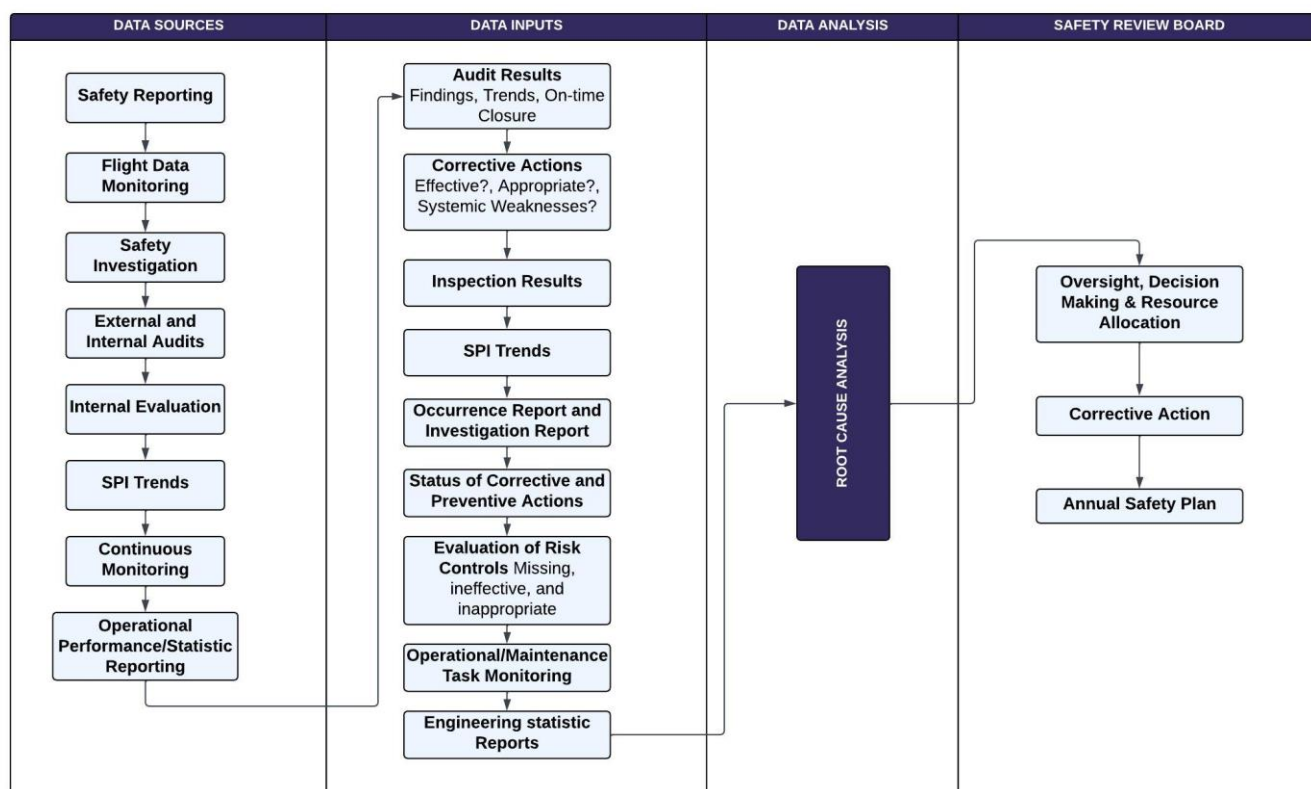 DATA SOURCES
DATA INPUTS
DATA ANALYSIS
SAFETY REVIEW BOARD
Safety Reporting
Flight Data
Monitoring
Safety
Investigation
External and
Internal Audits
Internal Evaluation
SPI Trends
Continuous
Monitoring
Operational
Performance/Statistic
Reporting
Audit Results
Findings, Trends, On-time
Closure
Corrective Actions
Effective?, Appropriate?,
Systemic Weaknesses?
Inspection Results
SPI Trends
Occurrence Report and
Investigation Report
Status of Corrective and
Preventive Actions
Evaluation of Risk
Controls Missing,
ineffective, and
inappropriate
Operational/Maintenance
Task Monitoring
Engineering statistic
Reports
ROOT CAUSE ANALYSIS
Oversight, Decision
Making & Resource
Allocation
Corrective Action
Annual Safety Plan